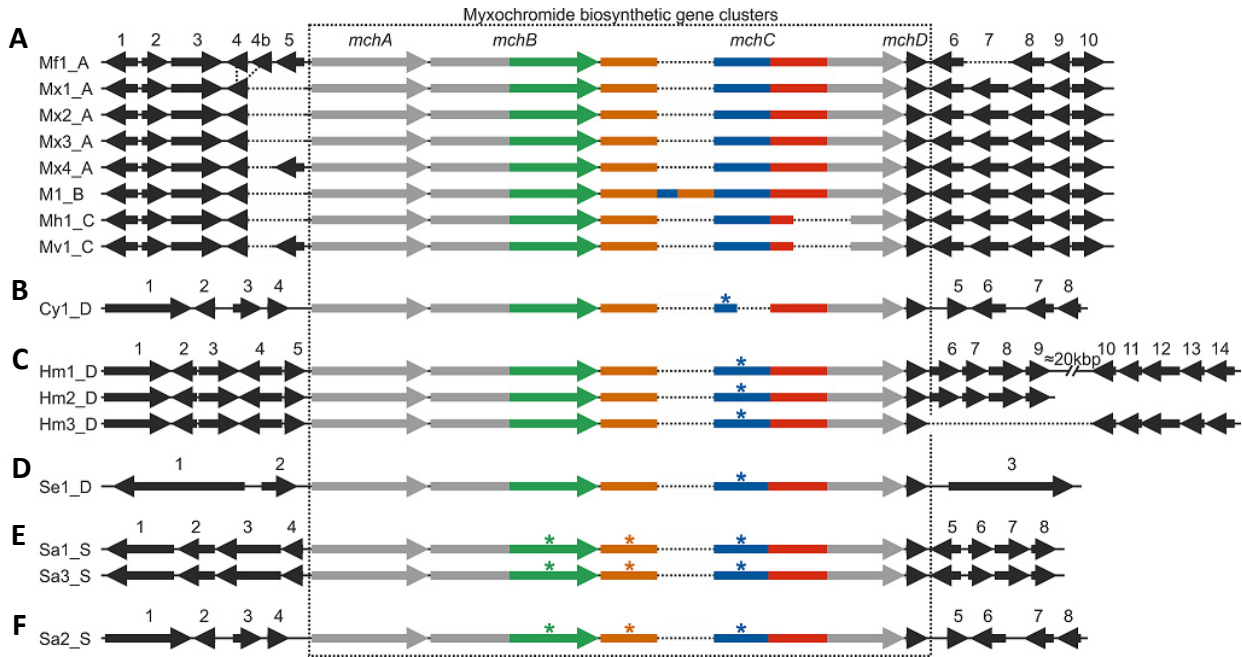 Myxochromide biosynthetic gene clusters
A 1 2 3 4 4b 5 mchA mchB mchC mchD 6 7 8 9 10
Mf1_A
Mx1_A
Mx2_A
Mx3_A
Mx4_A
M1_B
Mh1_C
Mv1_C
B 1 2 3 4 * 5 6 7 8
Cy1_D
C 1 2 3 4 5 6 7 8 9 ≈20kbp 10 11 12 13 14
Hm1_D *
Hm2_D *
Hm3_D *
D 1 2 3
Se1_D *
E 1 2 3 4 5 6 7 8
Sa1_S * * *
Sa3_S * * *
F 1 2 3 4 5 6 7 8
Sa2_S * * *